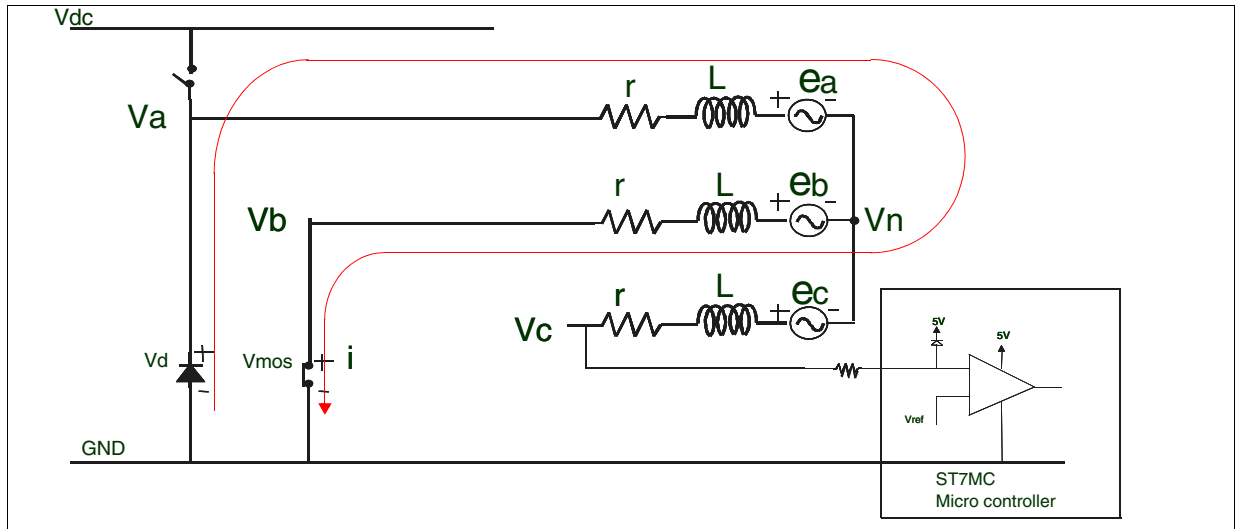 Vdc
r
L
+
ea
-
Va
r
L
+
eb
-
Vb
Vn
r
L
+
ec
-
Vc
5V
5V
Vd
+
-
Vmos
+
-
i
Vref
GND
ST7MC
Micro controller